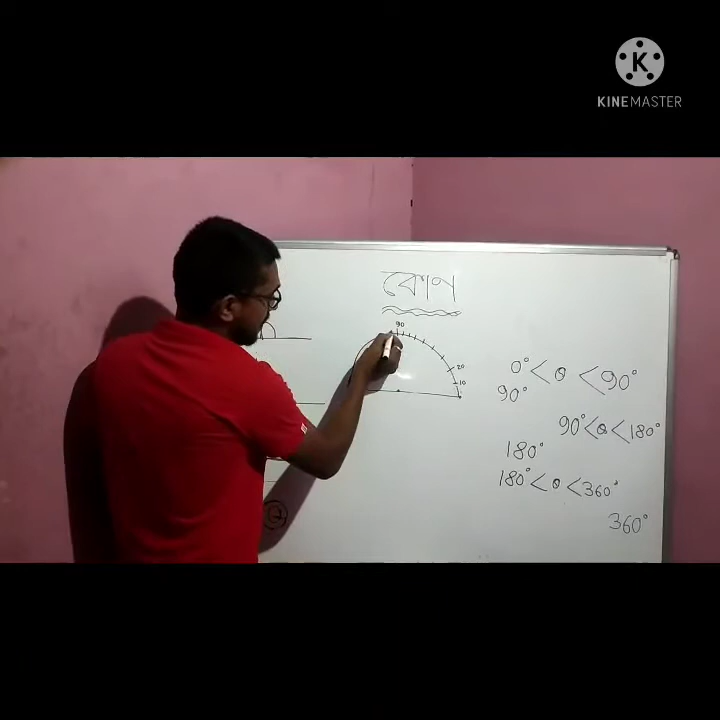 KINEMASTER
কোণ
90
20
10
0° < θ < 90°
90°
90° < θ < 180°
180°
180° < θ < 360°
360°